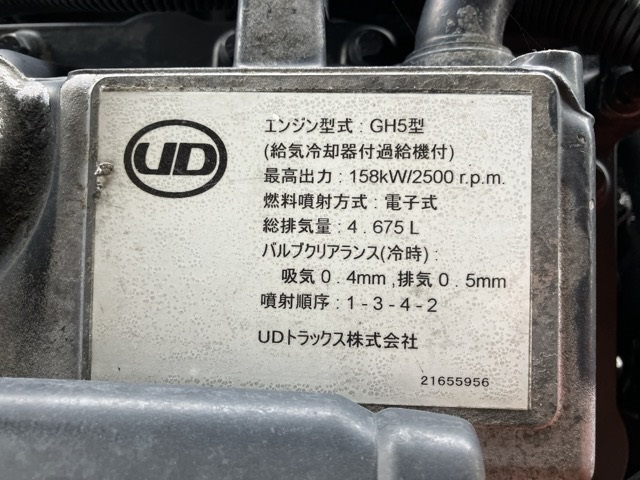 UD
エンジン型式 : GH5型
(給気冷却器付過給機付)
最高出力 : 158kW/2500 r.p.m.
燃料噴射方式 : 電子式
総排気量 : 4.675L
バルブクリアランス(冷時) :
吸気 0.4mm ,排気 0.5mm
噴射順序 : 1-3-4-2
UDトラックス株式会社
21655956